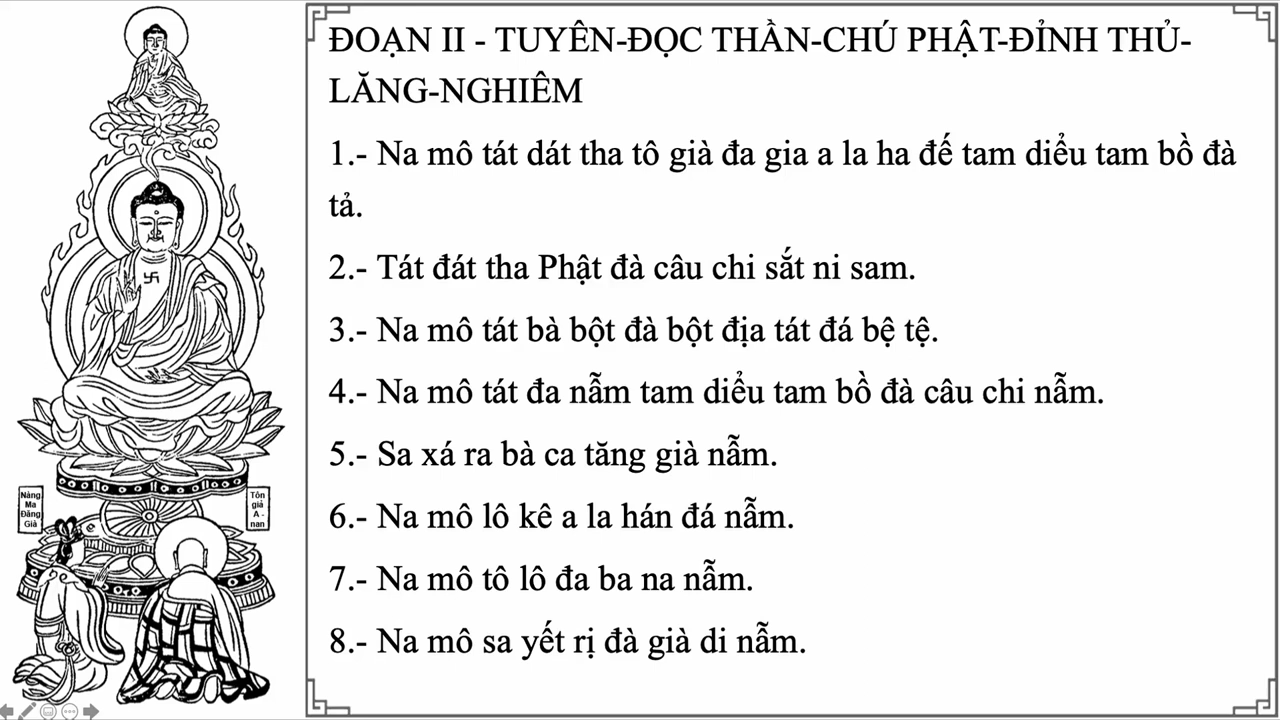 ĐOẠN II - TUYÊN-ĐỌC THẦN-CHÚ PHẬT-ĐỈNH THỦ-
LĂNG-NGHIÊM
1.- Na mô tát dát tha tô già đa gia a la ha đế tam diểu tam bồ đà
tả.
2.- Tát đát tha Phật đà câu chi sắt ni sam.
3.- Na mô tát bà bột đà bột địa tát đá bệ tệ.
4.- Na mô tát đa nẫm tam diểu tam bồ đà câu chi nẫm.
5.- Sa xá ra bà ca tăng già nẫm.
6.- Na mô lô kê a la hán đá nẫm.
7.- Na mô tô lô đa ba na nẫm.
8.- Na mô sa yết rị đà già di nẫm.
Nàng
Ma
Đăng
Già
Tôn
giả
A -
nan